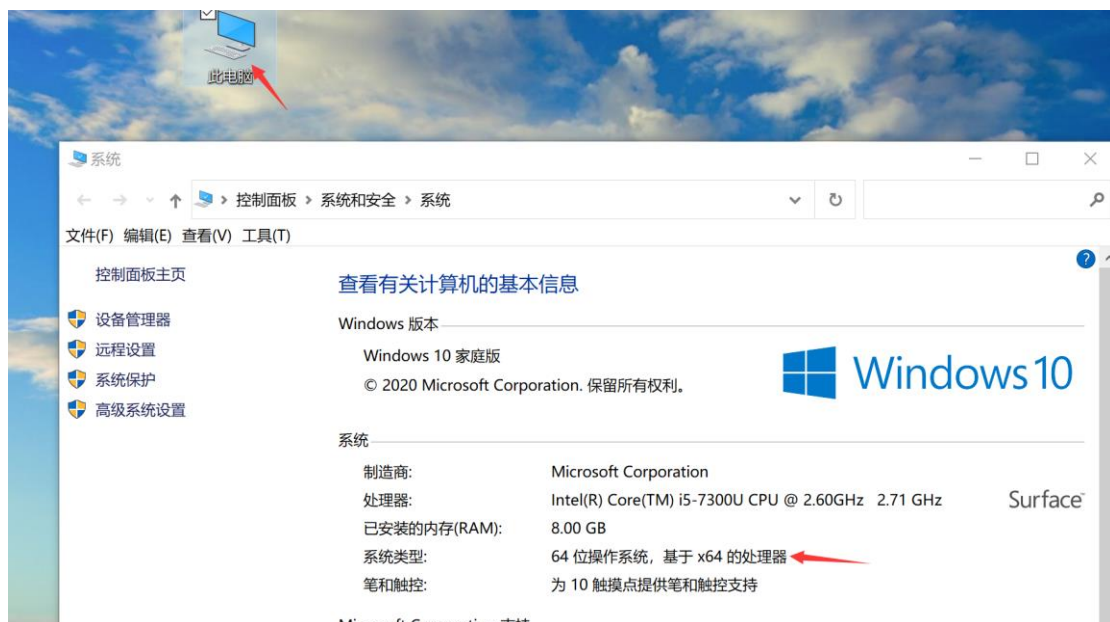 此电脑
系统
控制面板 › 系统和安全 › 系统
文件(F) 编辑(E) 查看(V) 工具(T)
控制面板主页
设备管理器
远程设置
系统保护
高级系统设置
查看有关计算机的基本信息
Windows 版本
Windows 10 家庭版
© 2020 Microsoft Corporation. 保留所有权利。
Windows 10
系统
制造商: Microsoft Corporation
处理器: Intel(R) Core(TM) i5-7300U CPU @ 2.60GHz 2.71 GHz
Surface
已安装的内存(RAM): 8.00 GB
系统类型: 64 位操作系统，基于 x64 的处理器
笔和触控: 为 10 触摸点提供笔和触控支持